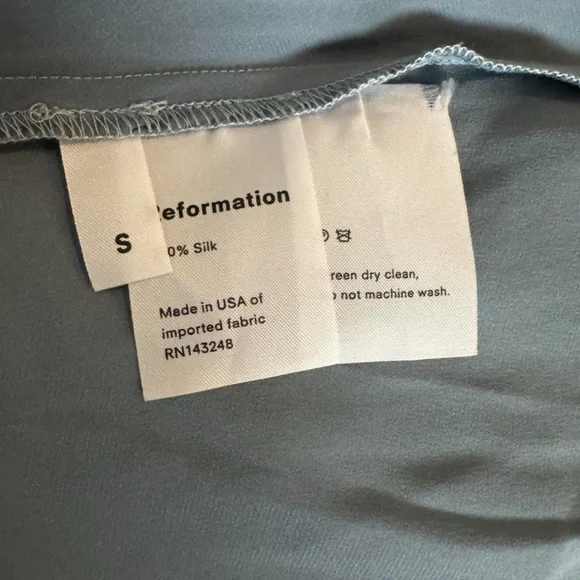 S
eformation
0% Silk
Made in USA of
imported fabric
RN143248
reen dry clean,
not machine wash.